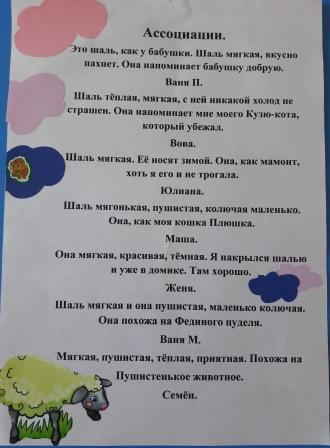 Ассоциации.
Это шаль, как у бабушки. Шаль мягкая, вкусно
пахнет. Она напоминает бабушку добрую.
Ваня П.
Шаль тёплая, мягкая, с ней никакой холод не
страшен. Она напоминает мне моего Кузю-кота,
который убежал.
Вова.
Шаль мягкая. Её носят зимой. Она, как мамонт,
хоть я его и не трогала.
Юлиана.
Шаль мягонькая, пушистая, колючая маленько.
Она, как моя кошка Плюшка.
Маша.
Она мягкая, красивая, тёмная. Я накрылся шалью
и уже в домике. Там хорошо.
Женя.
Шаль мягкая и она пушистая, маленько колючая.
Она похожа на Фединого пуделя.
Ваня М.
Мягкая, пушистая, тёплая, приятная. Похожа на
Пушистенькое животное.
Семён.